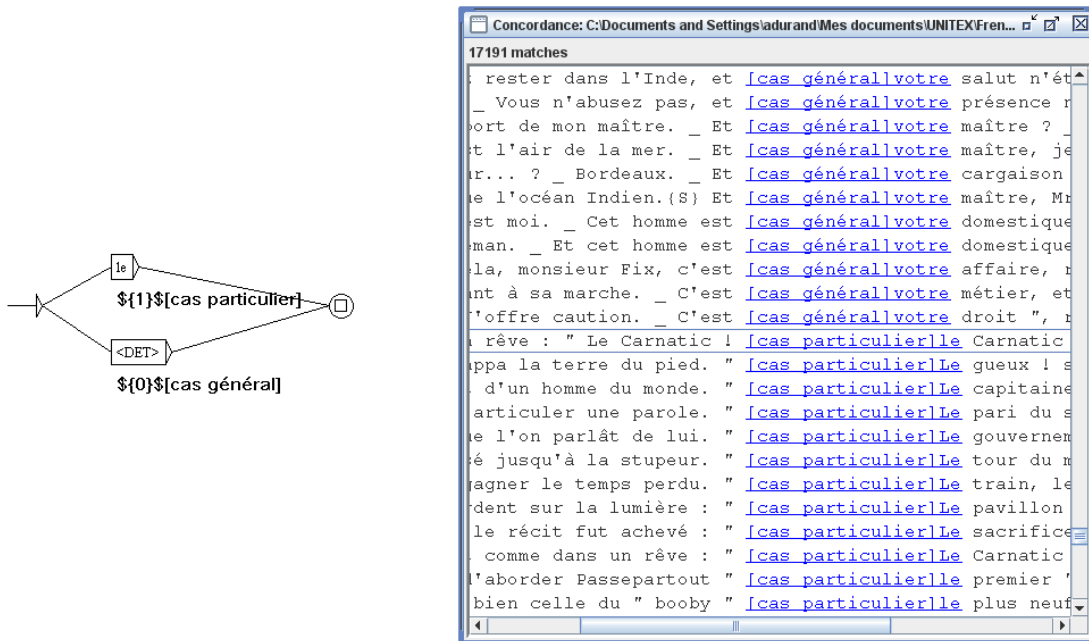 le
${1}$[cas particulier]
<DET>
${0}$[cas général]
Concordance: C:\Documents and Settings\adurand\Mes documents\UNITEX\Fren...
17191 matches
rester dans l'Inde, et [cas général]votre salut n'ét
_ Vous n'abusez pas, et [cas général]votre présence
ort de mon maître. _ Et [cas général]votre maître ? _
t l'air de la mer. _ Et [cas général]votre maître, je
r... ? _ Bordeaux. _ Et [cas général]votre cargaison
e l'océan Indien.{S} Et [cas général]votre maître, Mr
st moi. _ Cet homme est [cas général]votre domestique
man. _ Et cet homme est [cas général]votre domestique
la, monsieur Fix, c'est [cas général]votre affaire,
nt à sa marche. _ C'est [cas général]votre métier, et
'offre caution. _ C'est [cas général]votre droit ",
rêve : " Le Carnatic ! [cas particulier]le Carnatic
ppa la terre du pied. " [cas particulier]Le gueux ! s
d'un homme du monde. " [cas particulier]Le capitaine
articuler une parole. " [cas particulier]Le pari du s
e l'on parlât de lui. " [cas particulier]Le gouvernem
é jusqu'à la stupeur. " [cas particulier]Le tour du m
agner le temps perdu. " [cas particulier]Le train, le
dent sur la lumière : " [cas particulier]Le pavillon
le récit fut achevé : " [cas particulier]Le sacrifice
comme dans un rêve : " [cas particulier]Le Carnatic
'aborder Passepartout " [cas particulier]le premier '
bien celle du " booby " [cas particulier]le plus neuf